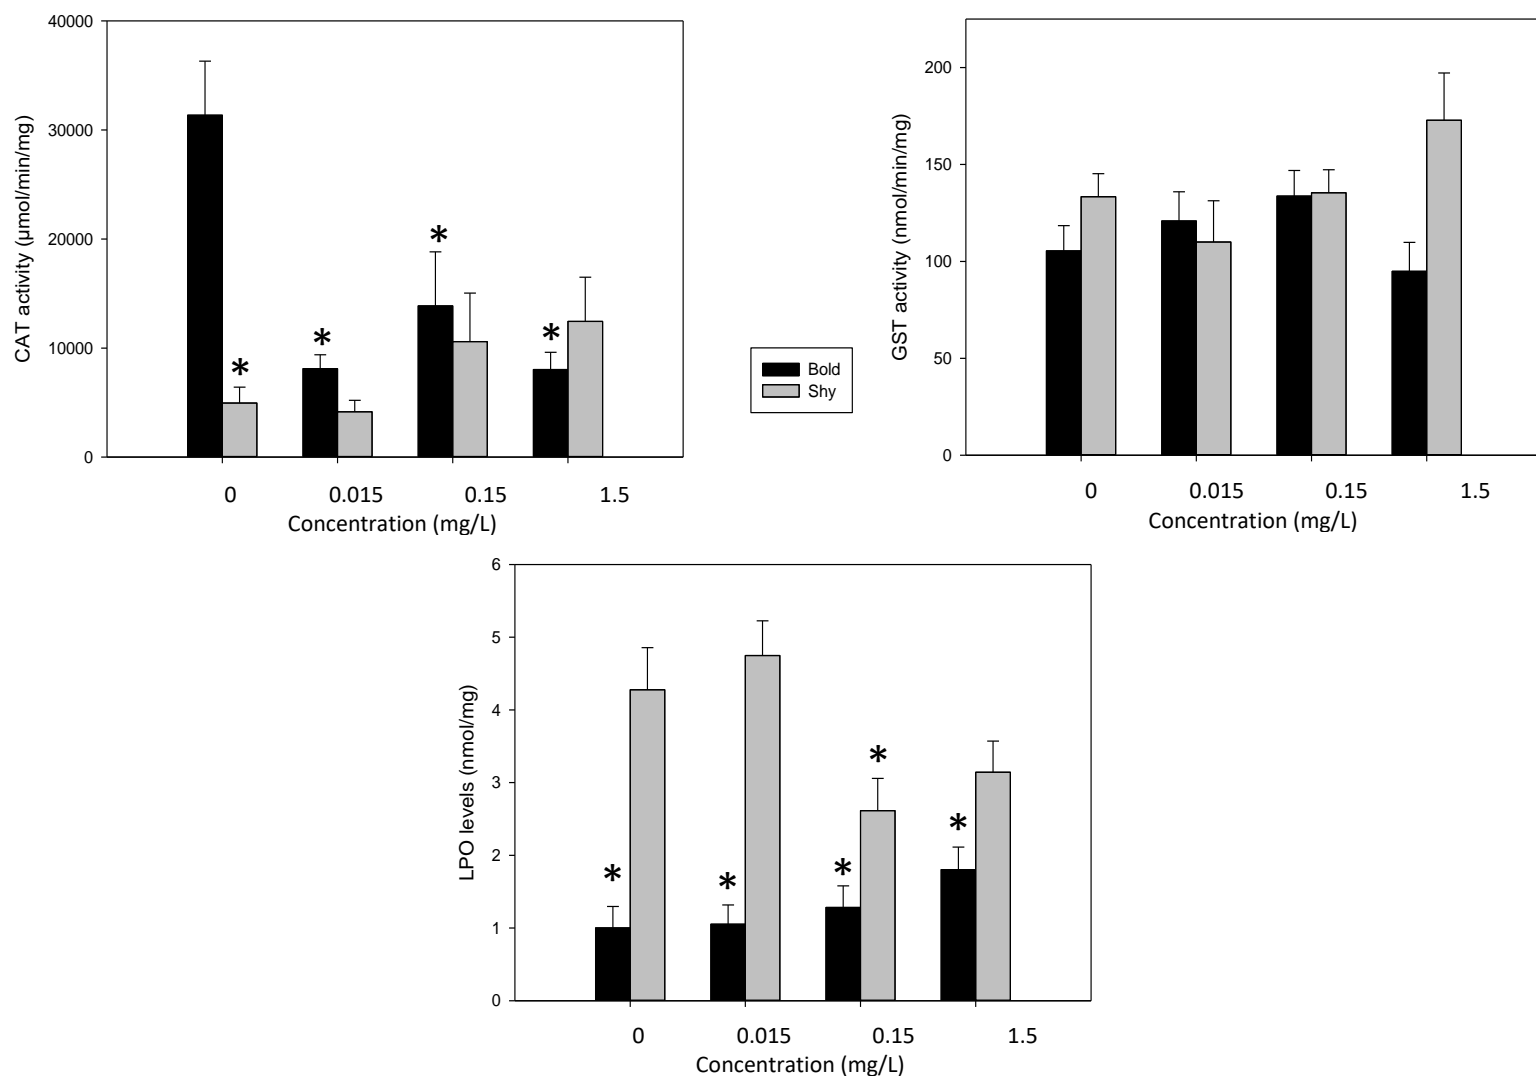 40000
30000
20000
10000
0
CAT activity (µmol/min/mg)
*
*
*
*
0 0.015 0.15 1.5
Concentration (mg/L)
Bold
Shy
200
150
100
50
0
GST activity (nmol/min/mg)
0 0.015 0.15 1.5
Concentration (mg/L)
6
5
4
3
2
1
0
LPO levels (nmol/mg)
*
*
*
*
*
0 0.015 0.15 1.5
Concentration (mg/L)